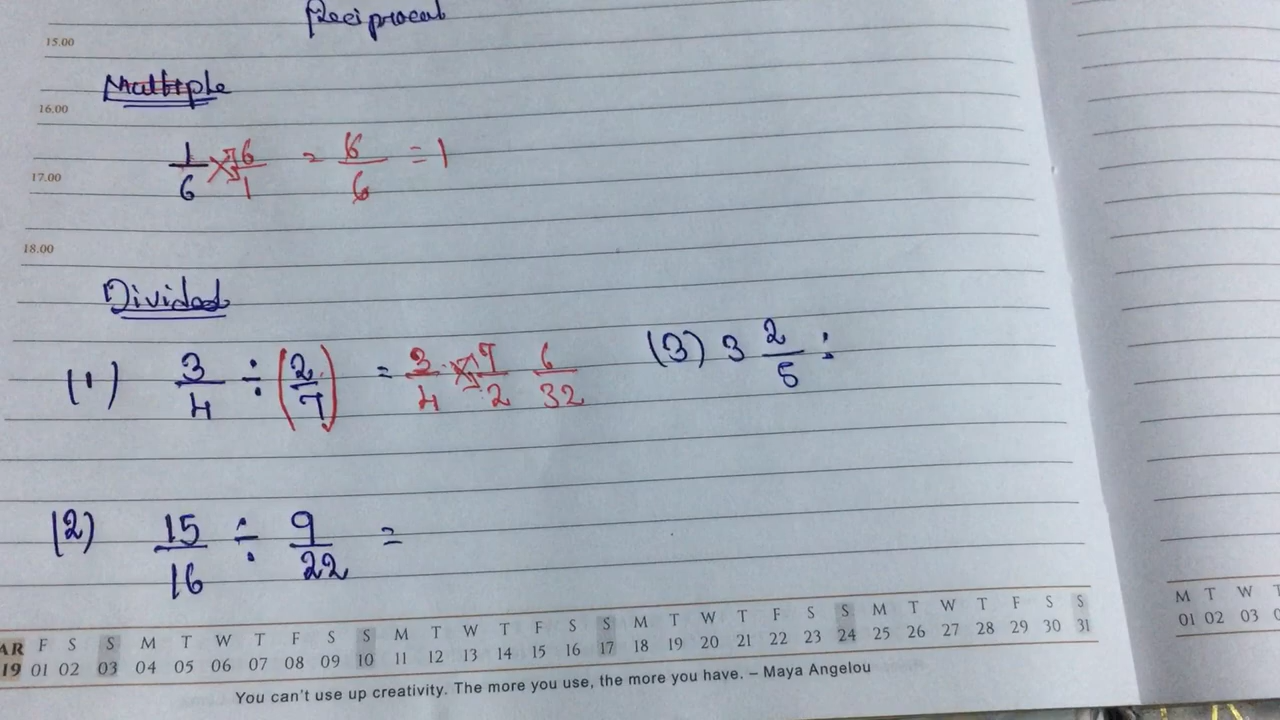 Reciprocal
15.00
Multiple
16.00
1/6 × 6/1 = 6/6 = 1
17.00
18.00
Divided
(1) 3/4 ÷ (2/7) = 3/4 × 7/2 6/32
(3) 3 2/5 :
(2) 15/16 ÷ 9/22 =
AR F S S M T W T F S S M T W T F S S M T W T F S S M T W T F S S
19 01 02 03 04 05 06 07 08 09 10 11 12 13 14 15 16 17 18 19 20 21 22 23 24 25 26 27 28 29 30 31
You can't use up creativity. The more you use, the more you have. – Maya Angelou
M T W T
01 02 03 0